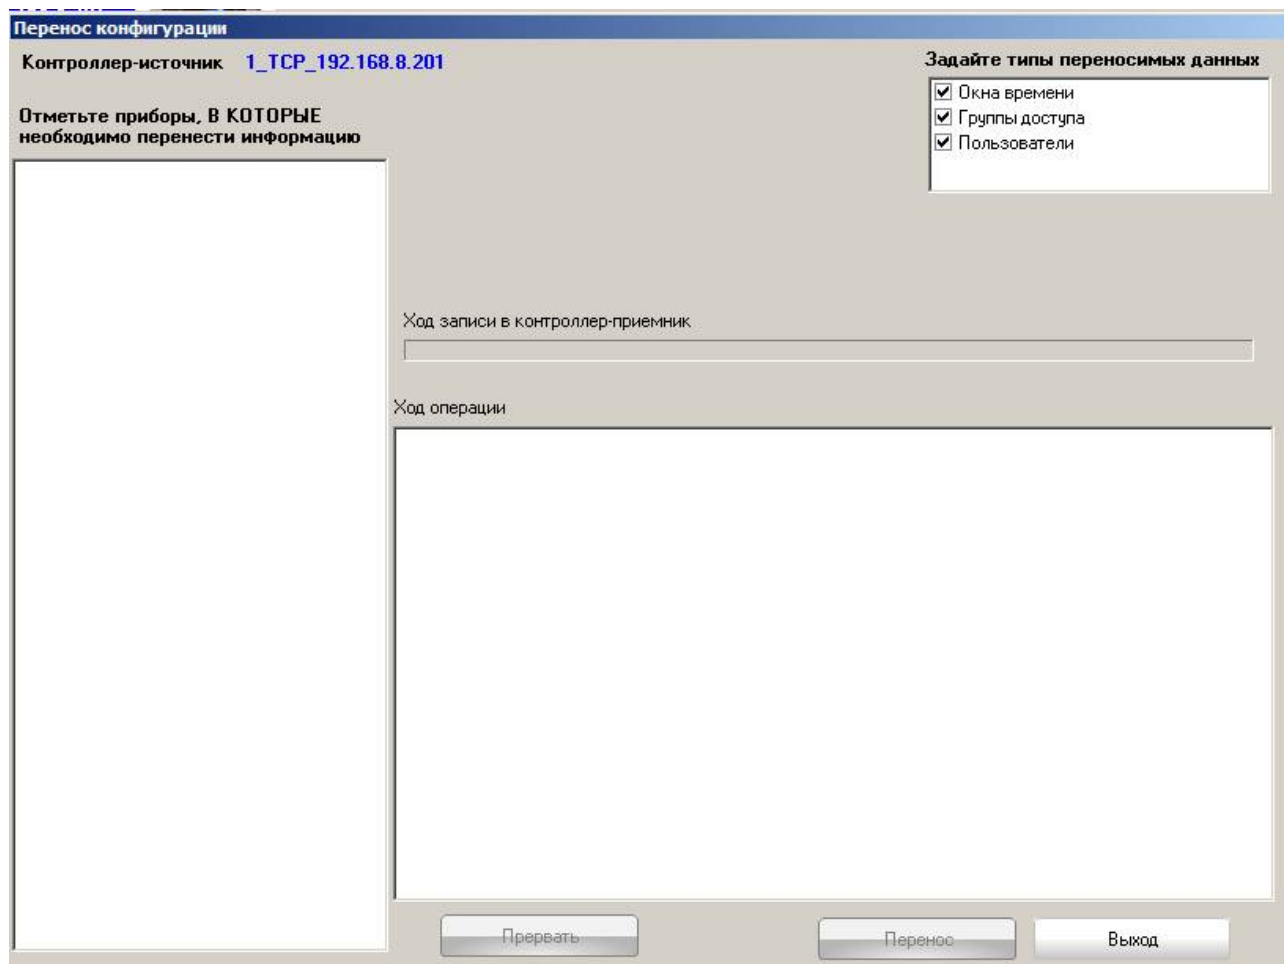 Перенос конфигурации
Контроллер-источник 1_TCP_192.168.8.201
Задайте типы переносимых данных
Окна времени
Группы доступа
Пользователи
Отметьте приборы, В КОТОРЫЕ
необходимо перенести информацию
Ход записи в контроллер-приемник
Ход операции
Прервать
Перенос
Выход